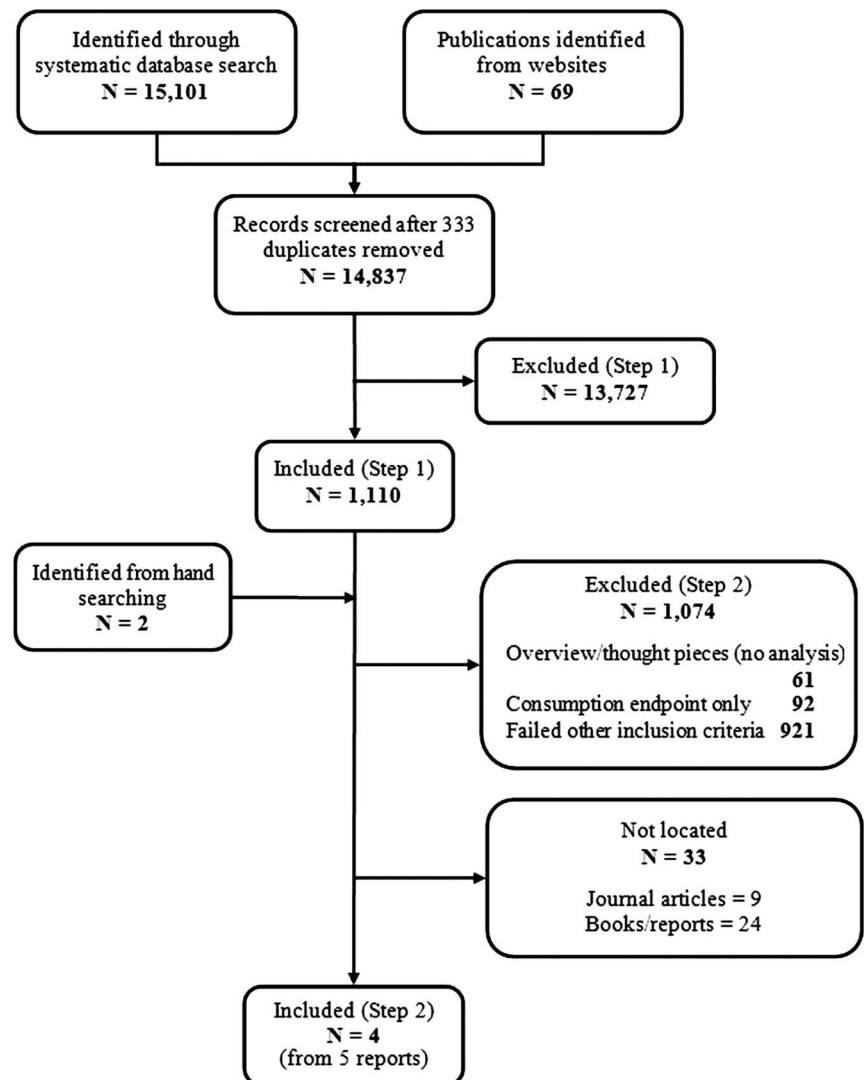 Identified through
systematic database search
N = 15,101
Publications identified
from websites
N = 69
Records screened after 333
duplicates removed
N = 14,837
Excluded (Step 1)
N = 13,727
Included (Step 1)
N = 1,110
Identified from hand
searching
N = 2
Excluded (Step 2)
N = 1,074
Overview/thought pieces (no analysis)
61
Consumption endpoint only 92
Failed other inclusion criteria 921
Not located
N = 33
Journal articles = 9
Books/reports = 24
Included (Step 2)
N = 4
(from 5 reports)